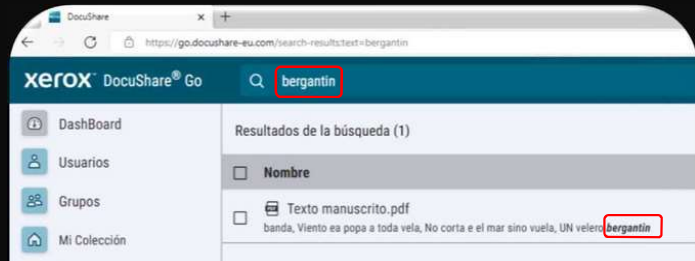 DocuShare × +
https://go.docushare-eu.com/search-results;text=bergantin
xerox™ DocuShare® Go
bergantin
DashBoard
Usuarios
Grupos
Mi Colección
Resultados de la búsqueda (1)
Nombre
Texto manuscrito.pdf
banda, Viento ea popa a toda vela, No corta e el mar sino vuela, UN velero bergantin